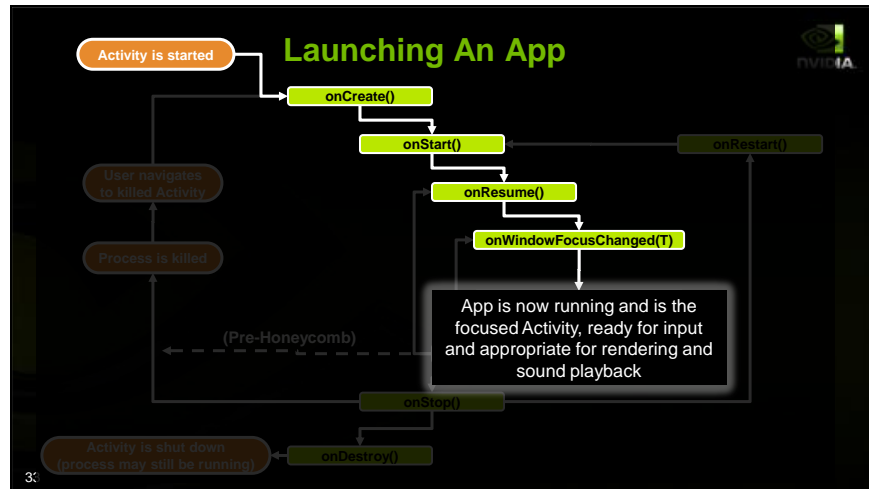 Launching An App
NVIDIA
Activity is started
onCreate()
onStart()
onRestart()
User navigates
to killed Activity
onResume()
onWindowFocusChanged(T)
Process is killed
App is now running and is the
focused Activity, ready for input
and appropriate for rendering and
sound playback
(Pre-Honeycomb)
onStop()
Activity is shut down
(process may still be running)
onDestroy()
33